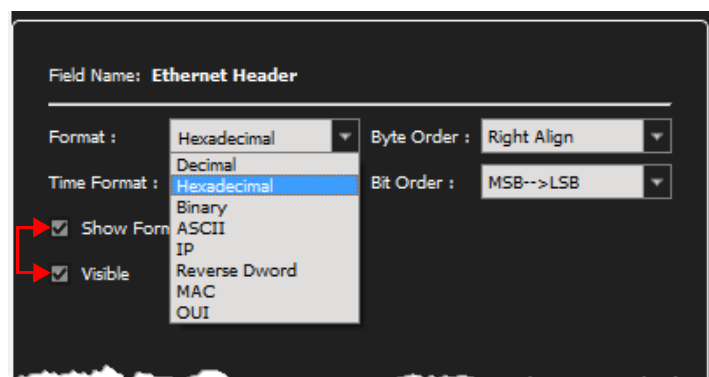 Field Name: Ethernet Header
Format : Hexadecimal Byte Order : Right Align
Decimal
Time Format : Hexadecimal Bit Order : MSB-->LSB
Binary
Show Form ASCII
IP
Visible Reverse Dword
MAC
OUI